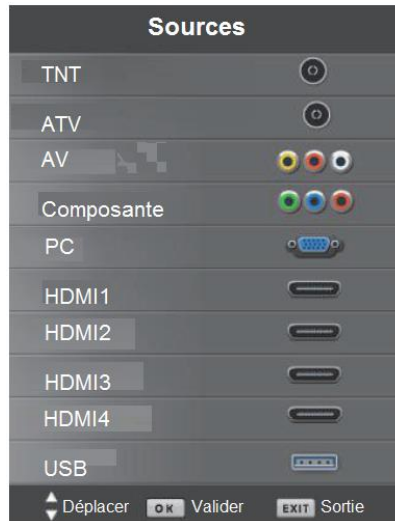 Sources
TNT
ATV
AV
Composante
PC
HDMI1
HDMI2
HDMI3
HDMI4
USB
Déplacer OK Valider EXIT Sortie